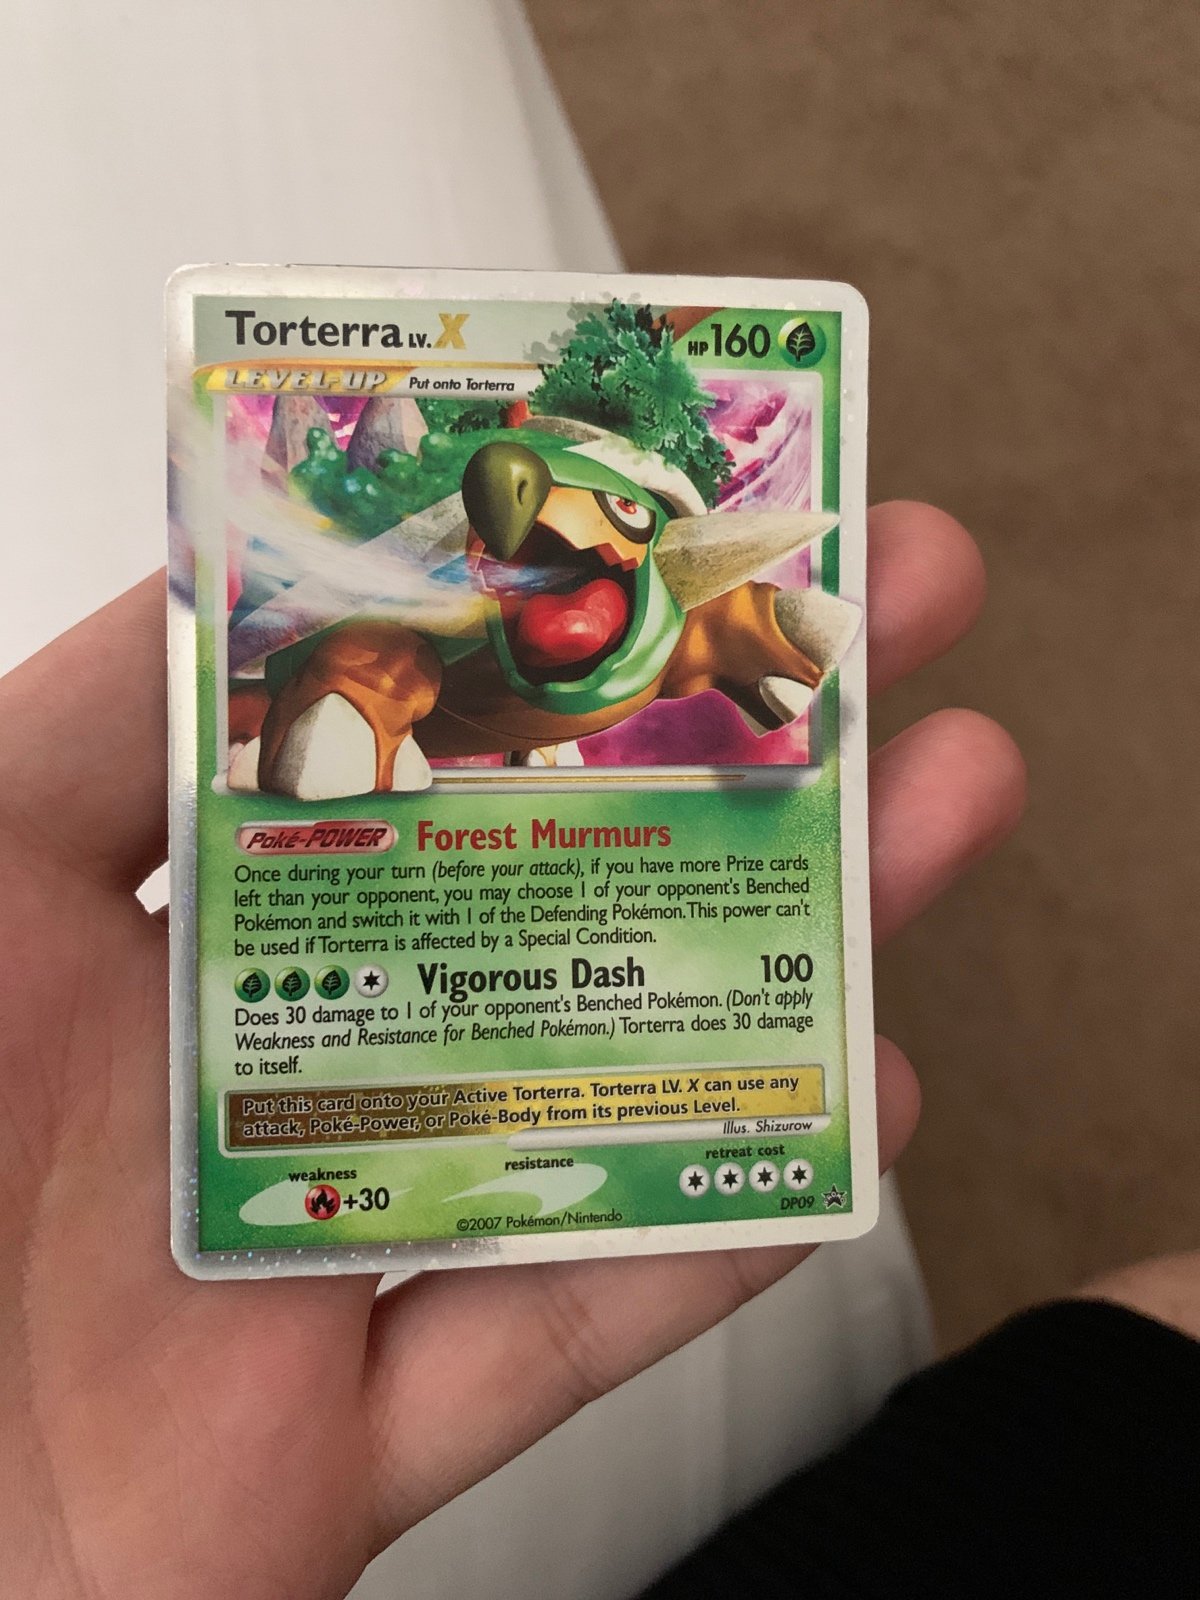 Torterra LV. X HP 160
LEVEL-UP Put onto Torterra
Poké-POWER Forest Murmurs
Once during your turn (before your attack), if you have more Prize cards
left than your opponent, you may choose 1 of your opponent's Benched
Pokémon and switch it with 1 of the Defending Pokémon. This power can't
be used if Torterra is affected by a Special Condition.
Vigorous Dash 100
Does 30 damage to 1 of your opponent's Benched Pokémon. (Don't apply
Weakness and Resistance for Benched Pokémon.) Torterra does 30 damage
to itself.
Put this card onto your Active Torterra. Torterra LV. X can use any
attack, Poké-Power, or Poké-Body from its previous Level.
Illus. Shizurow
weakness resistance retreat cost
+30
©2007 Pokémon/Nintendo DP09